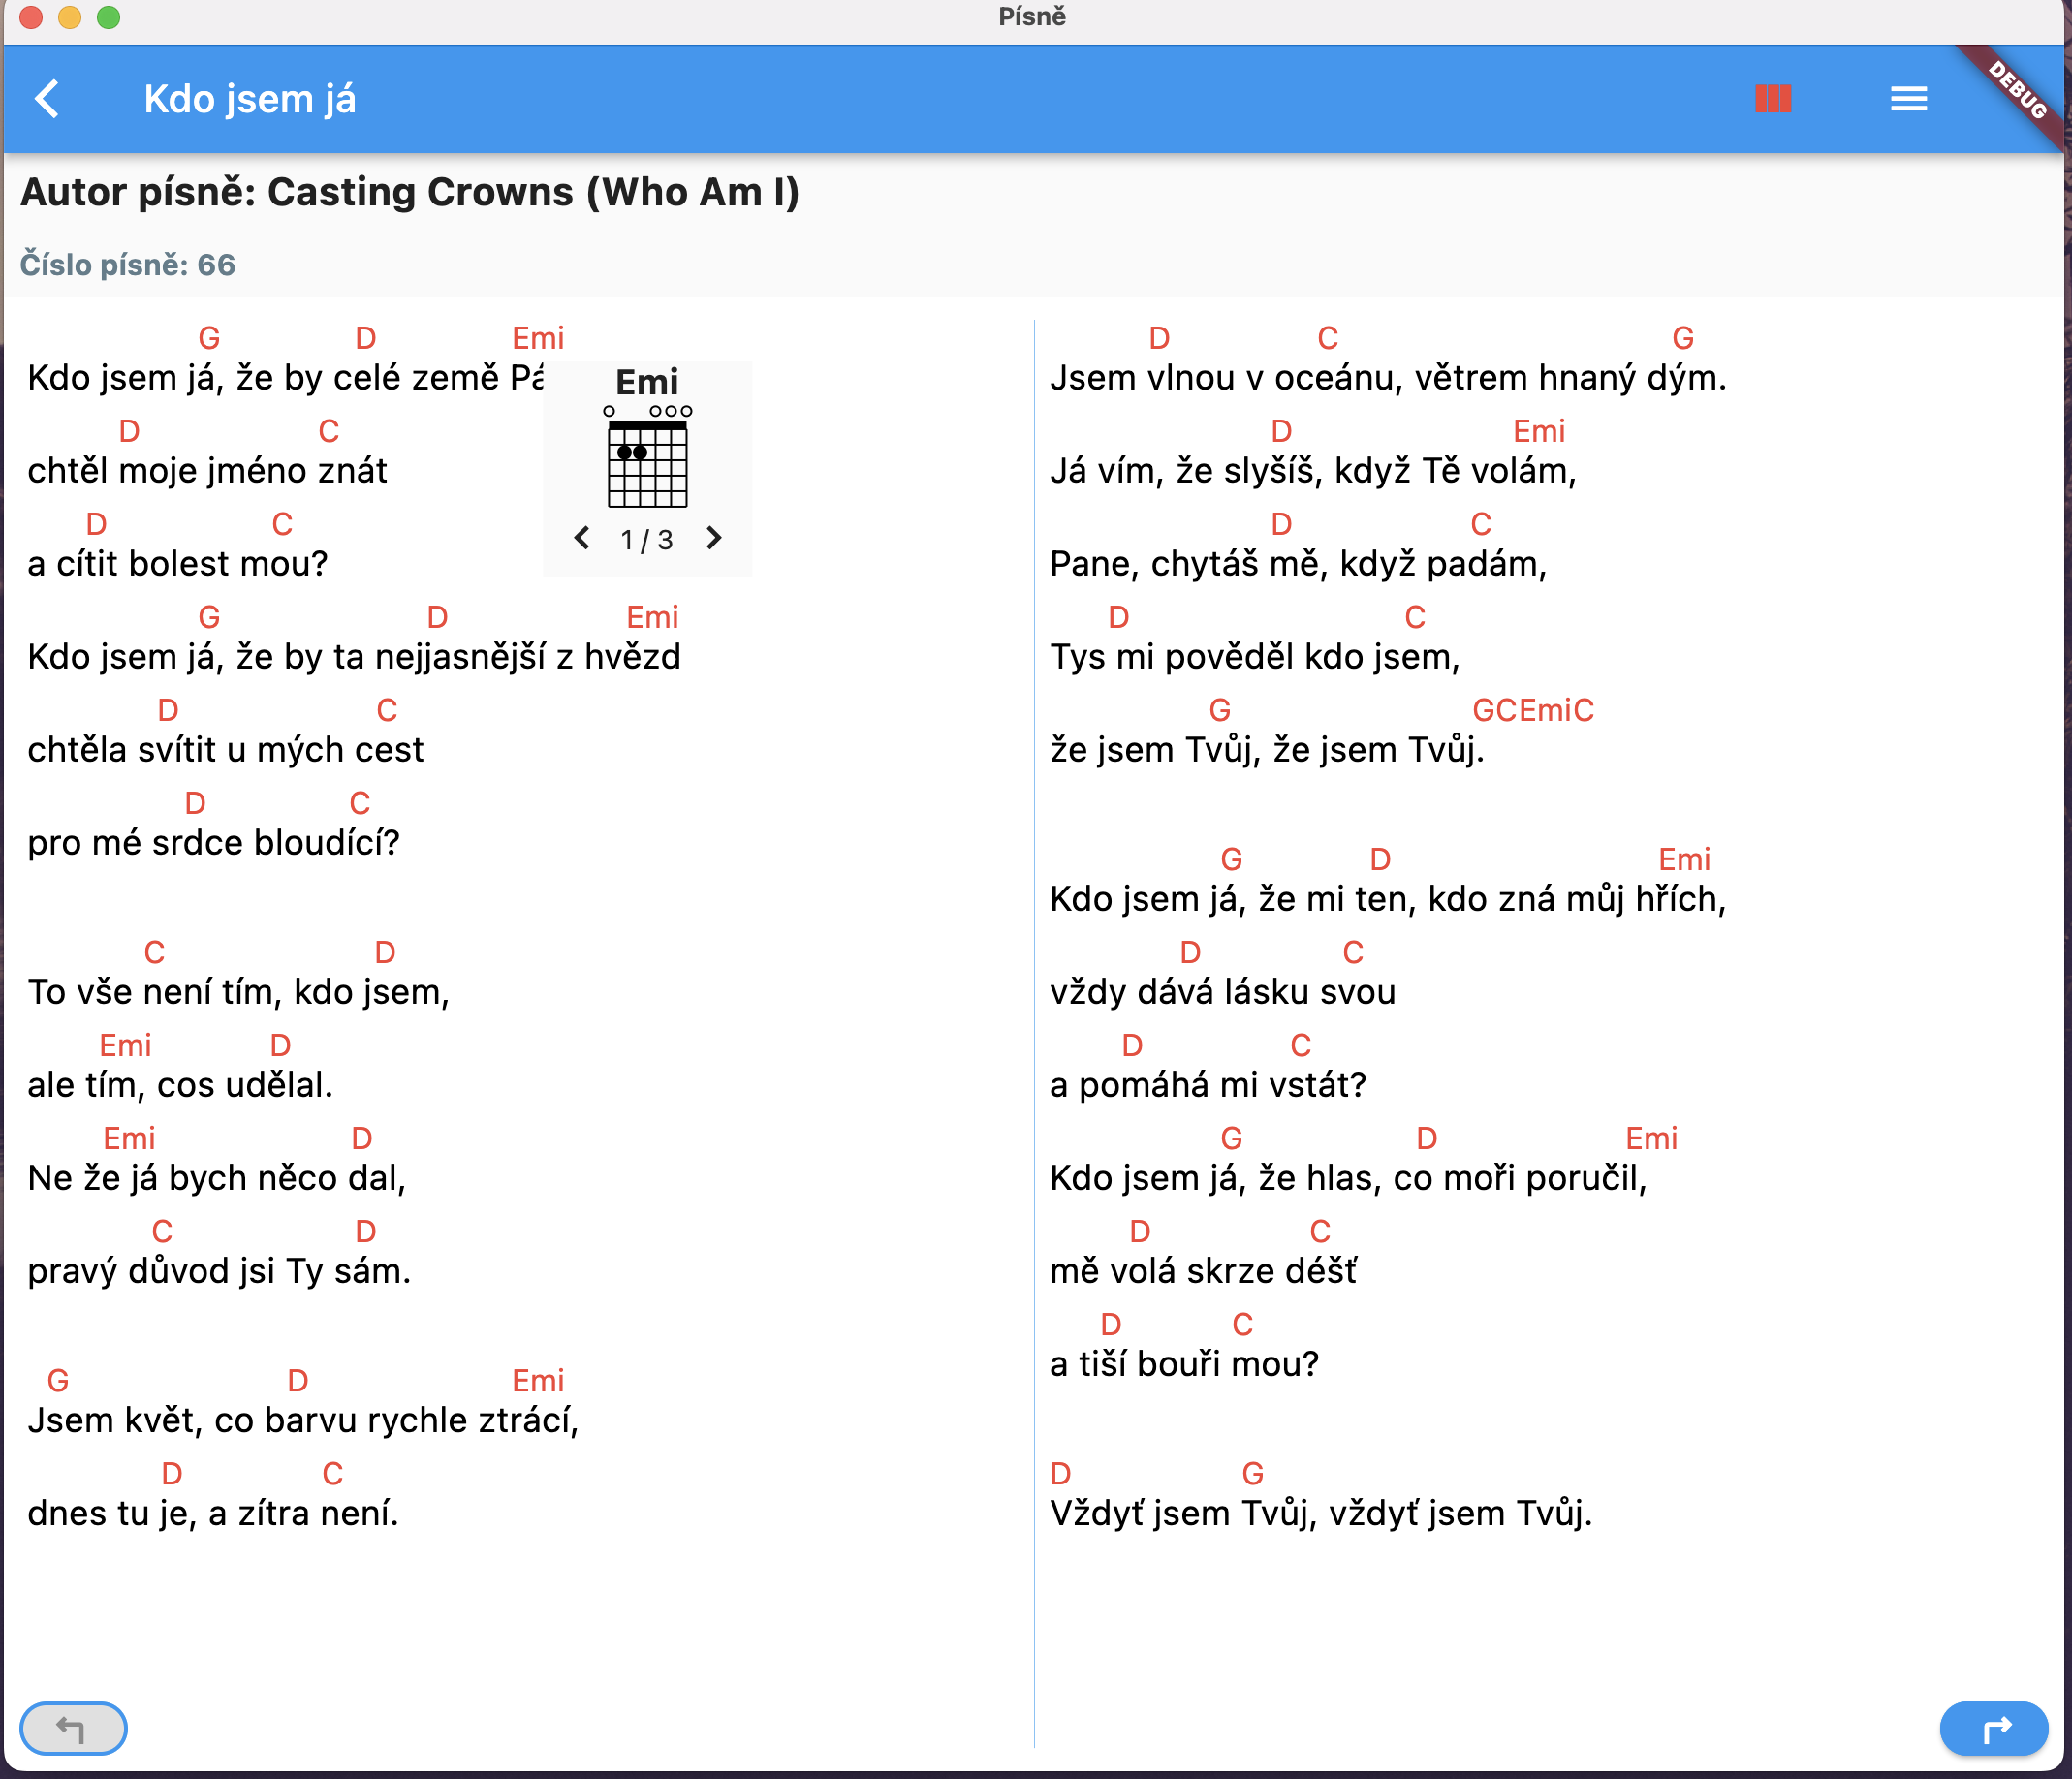 Písně
Kdo jsem já
DEBUG
Autor písně: Casting Crowns (Who Am I)
Číslo písně: 66
G D Emi
Kdo jsem já, že by celé země
D C
chtěl moje jméno znát
D C
a cítit bolest mou?
G D Emi
Kdo jsem já, že by ta nejjasnější z hvězd
D C
chtěla svítit u mých cest
D C
pro mé srdce bloudící?
C D
To vše není tím, kdo jsem,
Emi D
ale tím, cos udělal.
Emi D
Ne že já bych něco dal,
C D
pravý důvod jsi Ty sám.
G D Emi
Jsem květ, co barvu rychle ztrácí,
D C
dnes tu je, a zítra není.
Emi
1 / 3
D C G
Jsem vlnou v oceánu, větrem hnaný dým.
D Emi
Já vím, že slyšíš, když Tě volám,
D C
Pane, chytáš mě, když padám,
D C
Tys mi pověděl kdo jsem,
G GCEmiC
že jsem Tvůj, že jsem Tvůj.
G D Emi
Kdo jsem já, že mi ten, kdo zná můj hřích,
D C
vždy dává lásku svou
D C
a pomáhá mi vstát?
G D Emi
Kdo jsem já, že hlas, co moři poručil,
D C
mě volá skrze déšť
D C
a tiší bouři mou?
D G
Vždyť jsem Tvůj, vždyť jsem Tvůj.